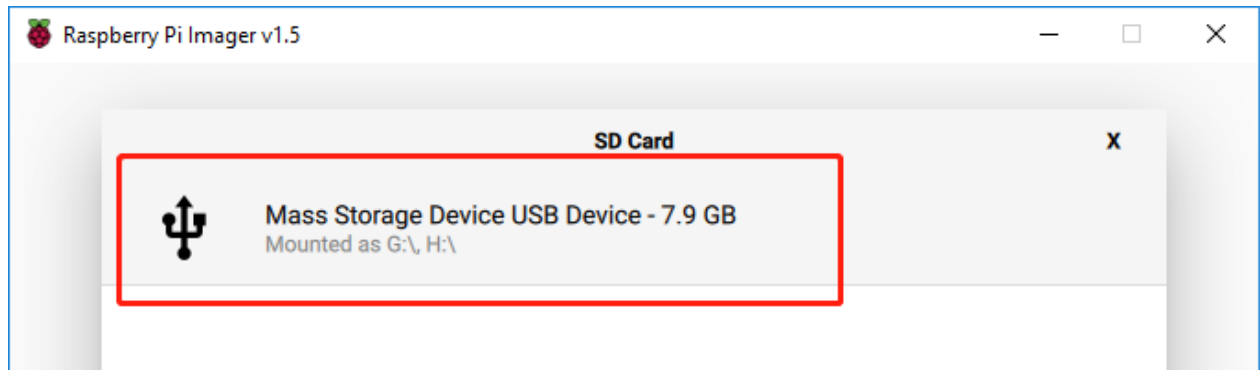 Raspberry Pi Imager v1.5
SD Card
X
Mass Storage Device USB Device - 7.9 GB
Mounted as G:\, H:\